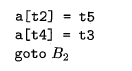 a[t2] = t5
a[t4] = t3
goto B₂